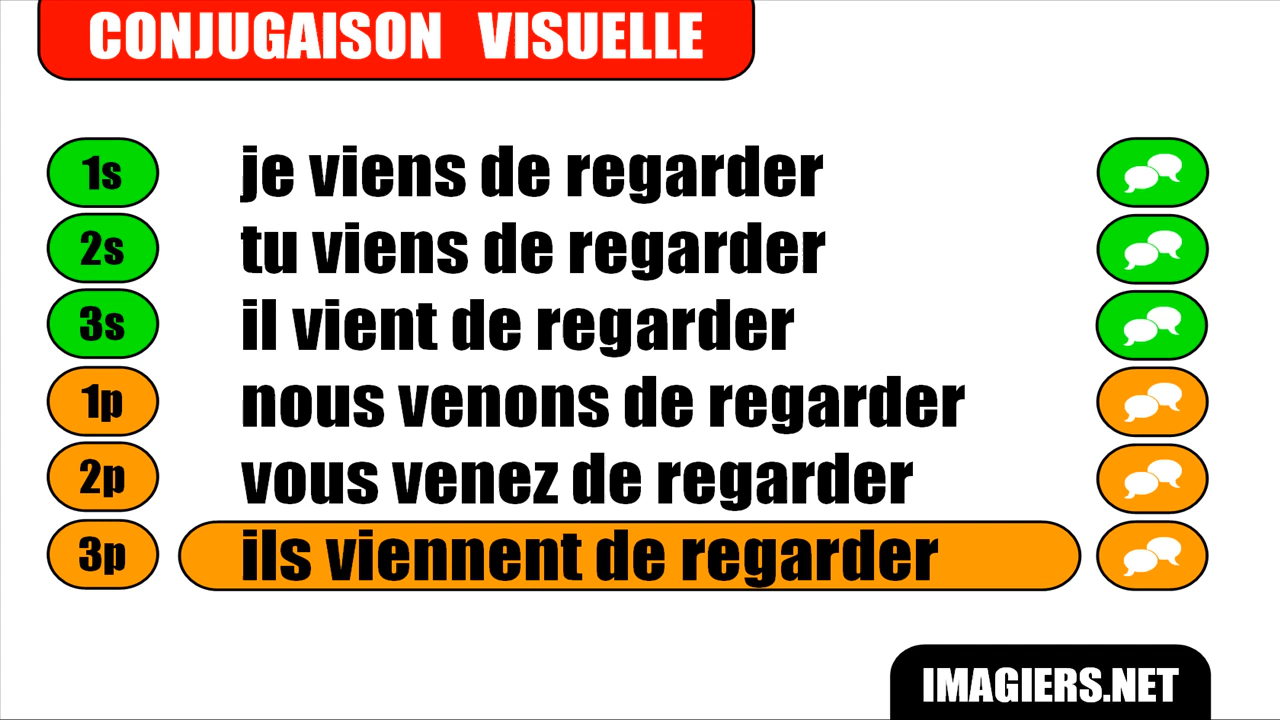 CONJUGAISON VISUELLE
1s je viens de regarder
2s tu viens de regarder
3s il vient de regarder
1p nous venons de regarder
2p vous venez de regarder
3p ils viennent de regarder
IMAGIERS.NET